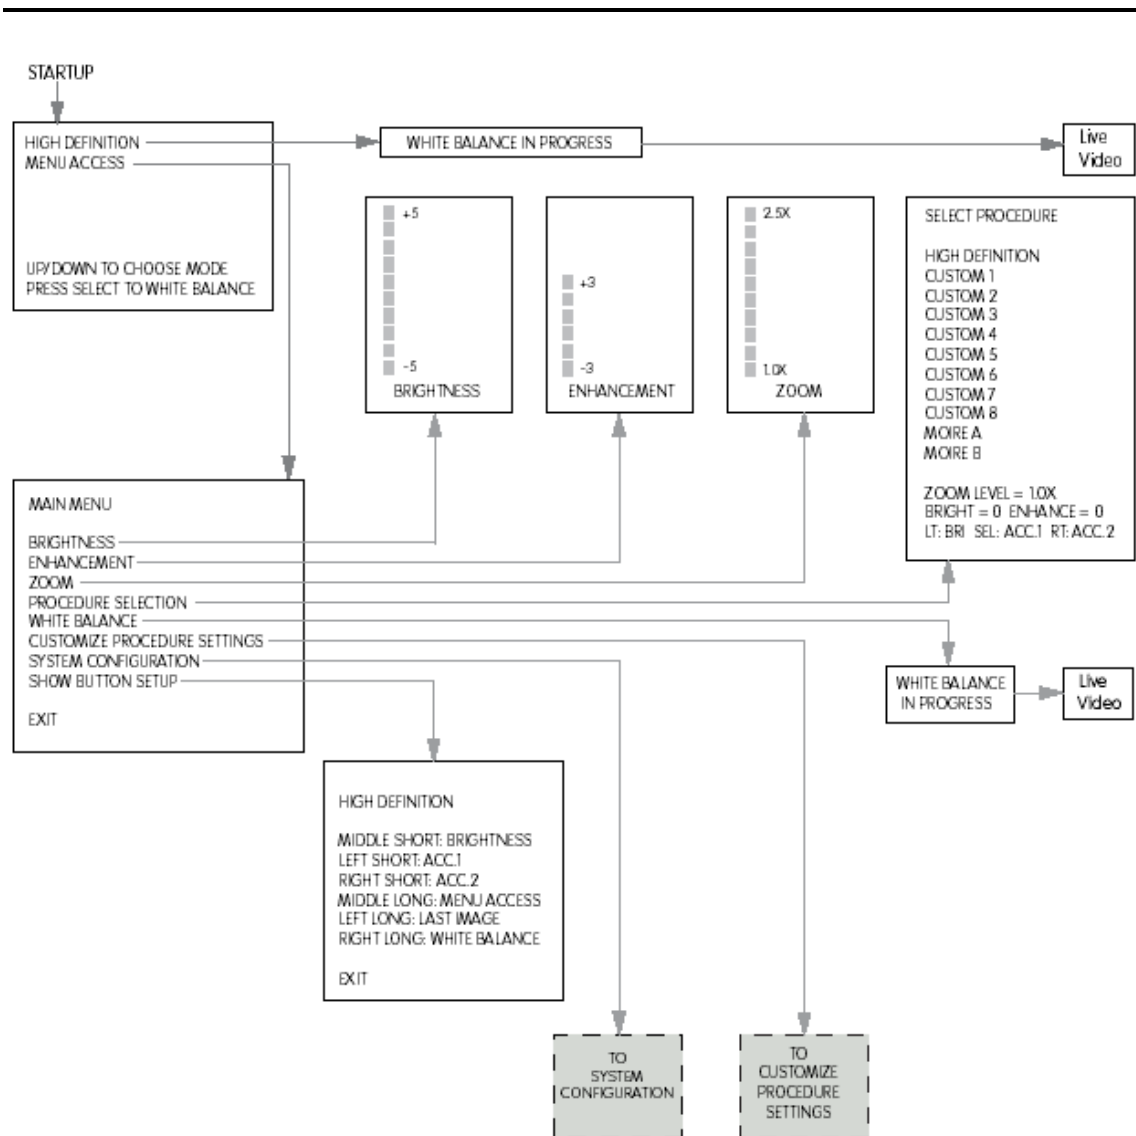 STARTUP
HIGH DEFINITION
MENU ACCESS
UP/DOWN TO CHOOSE MODE
PRESS SELECT TO WHITE BALANCE
WHITE BALANCE IN PROGRESS
Live
Video
+5
-5
BRIGHTNESS
+3
-3
ENHANCEMENT
2.5X
1.0X
ZOOM
SELECT PROCEDURE
HIGH DEFINITION
CUSTOM 1
CUSTOM 2
CUSTOM 3
CUSTOM 4
CUSTOM 5
CUSTOM 6
CUSTOM 7
CUSTOM 8
MOIRE A
MOIRE B
ZOOM LEVEL = 1.0X
BRIGHT = 0 ENHANCE = 0
LT: BRI SEL: ACC.1 RT: ACC.2
MAIN MENU
BRIGHTNESS
ENHANCEMENT
ZOOM
PROCEDURE SELECTION
WHITE BALANCE
CUSTOMIZE PROCEDURE SETTINGS
SYSTEM CONFIGURATION
SHOW BUTTON SETUP
EXIT
WHITE BALANCE
IN PROGRESS
Live
Video
HIGH DEFINITION
MIDDLE SHORT: BRIGHTNESS
LEFT SHORT: ACC.1
RIGHT SHORT: ACC.2
MIDDLE LONG: MENU ACCESS
LEFT LONG: LAST IMAGE
RIGHT LONG: WHITE BALANCE
EXIT
TO
SYSTEM
CONFIGURATION
TO
CUSTOMIZE
PROCEDURE
SETTINGS